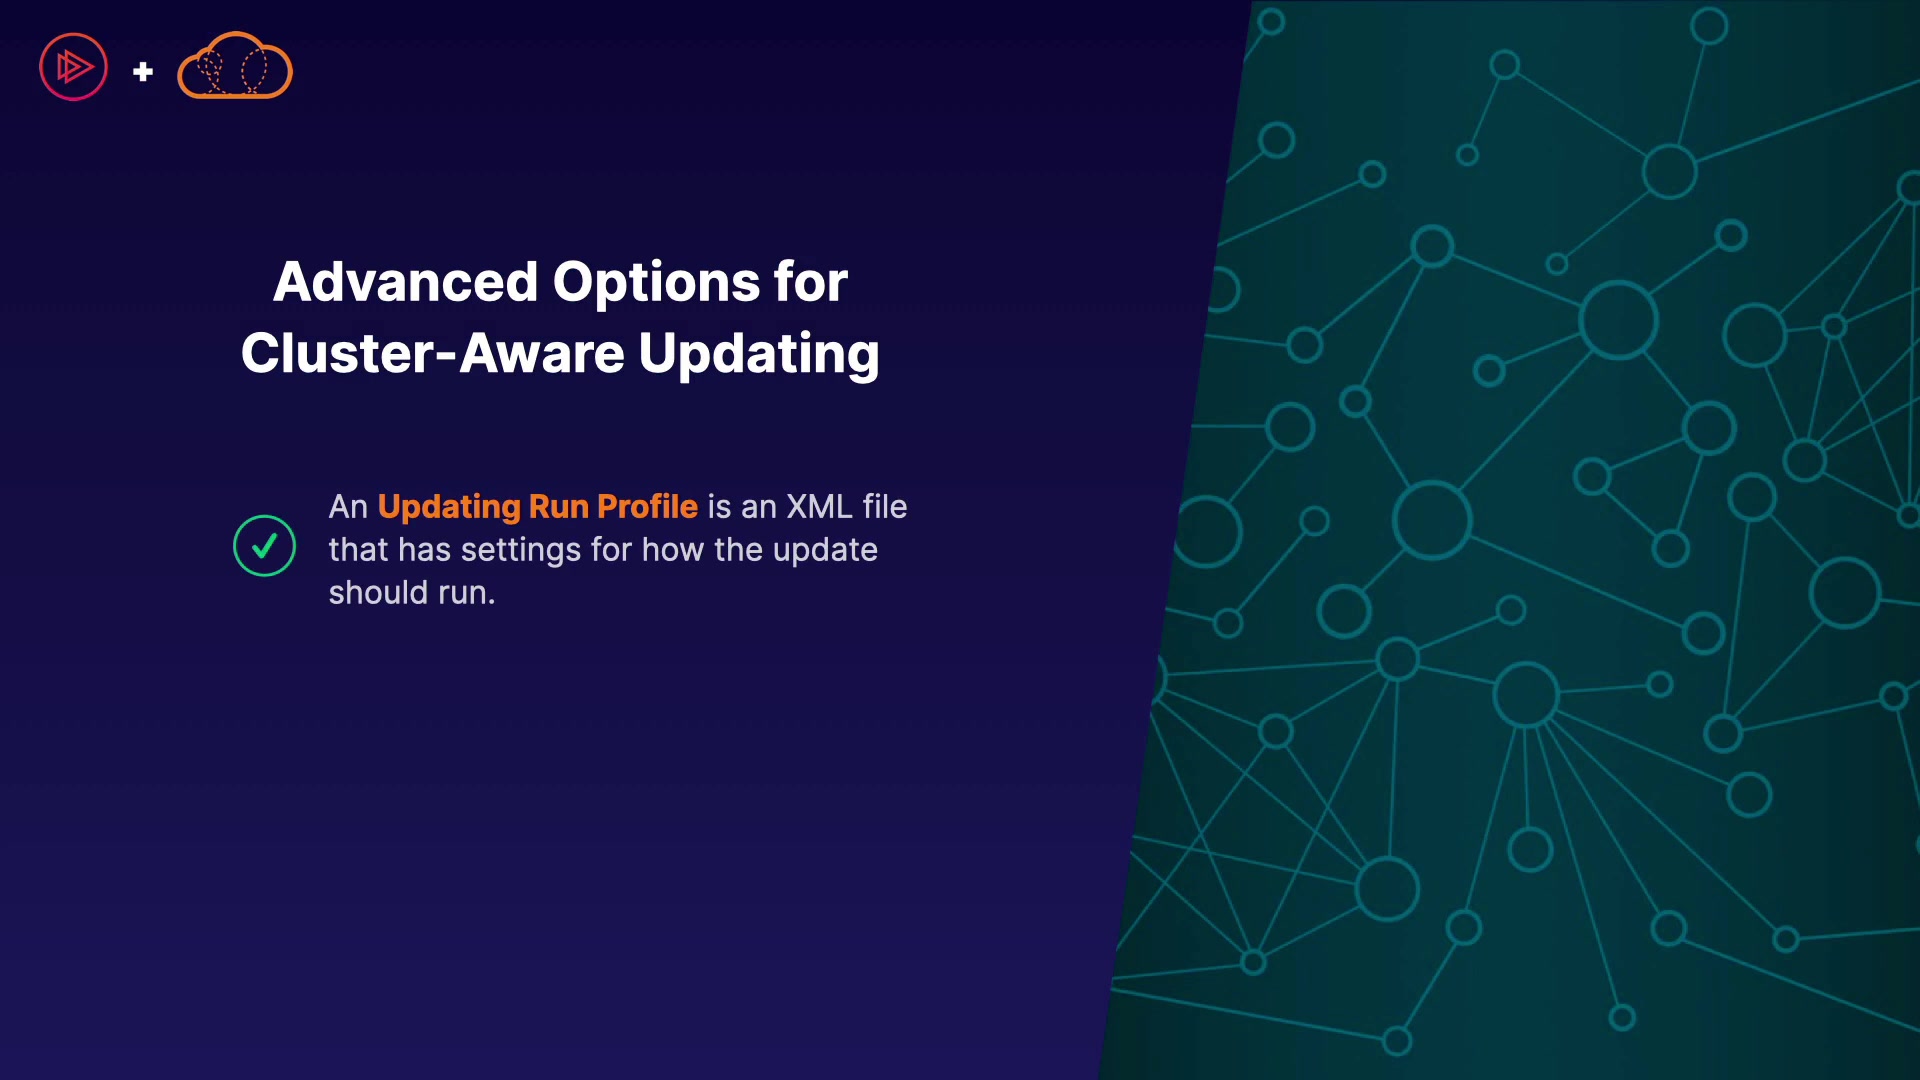 Advanced Options for
Cluster-Aware Updating
An Updating Run Profile is an XML file
that has settings for how the update
should run.